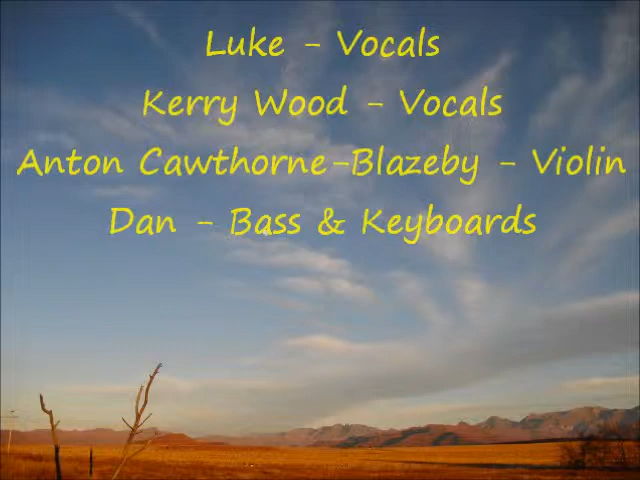 Luke - Vocals
Kerry Wood - Vocals
Anton Cawthorne-Blazeby - Violin
Dan - Bass & Keyboards